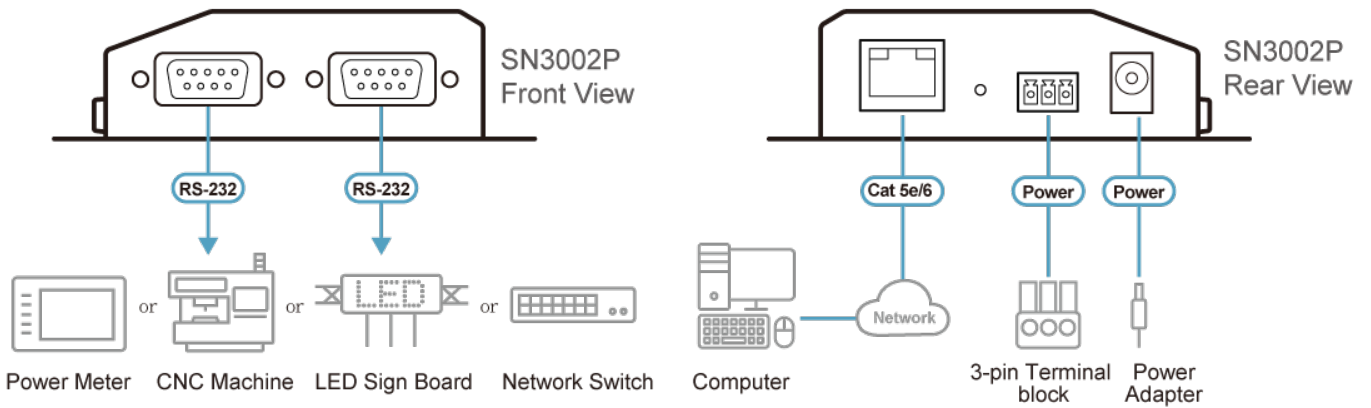 SN3002P
Front View
SN3002P
Rear View
RS-232
RS-232
Cat 5e/6
Power
Power
or
or
LED
or
Network
Power Meter
CNC Machine
LED Sign Board
Network Switch
Computer
3-pin Terminal
block
Power
Adapter